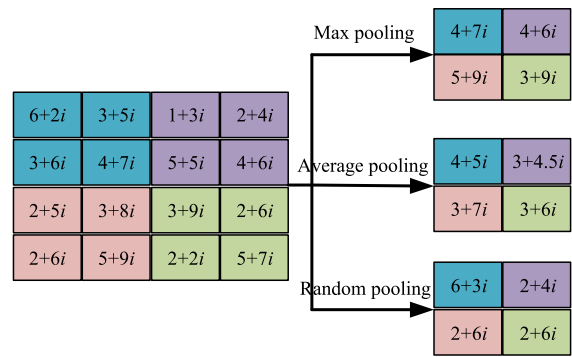 Max pooling
4+7i 4+6i
5+9i 3+9i
6+2i 3+5i 1+3i 2+4i
3+6i 4+7i 5+5i 4+6i
2+5i 3+8i 3+9i 2+6i
2+6i 5+9i 2+2i 5+7i
Average pooling
4+5i 3+4.5i
3+7i 3+6i
Random pooling
6+3i 2+4i
2+6i 2+6i